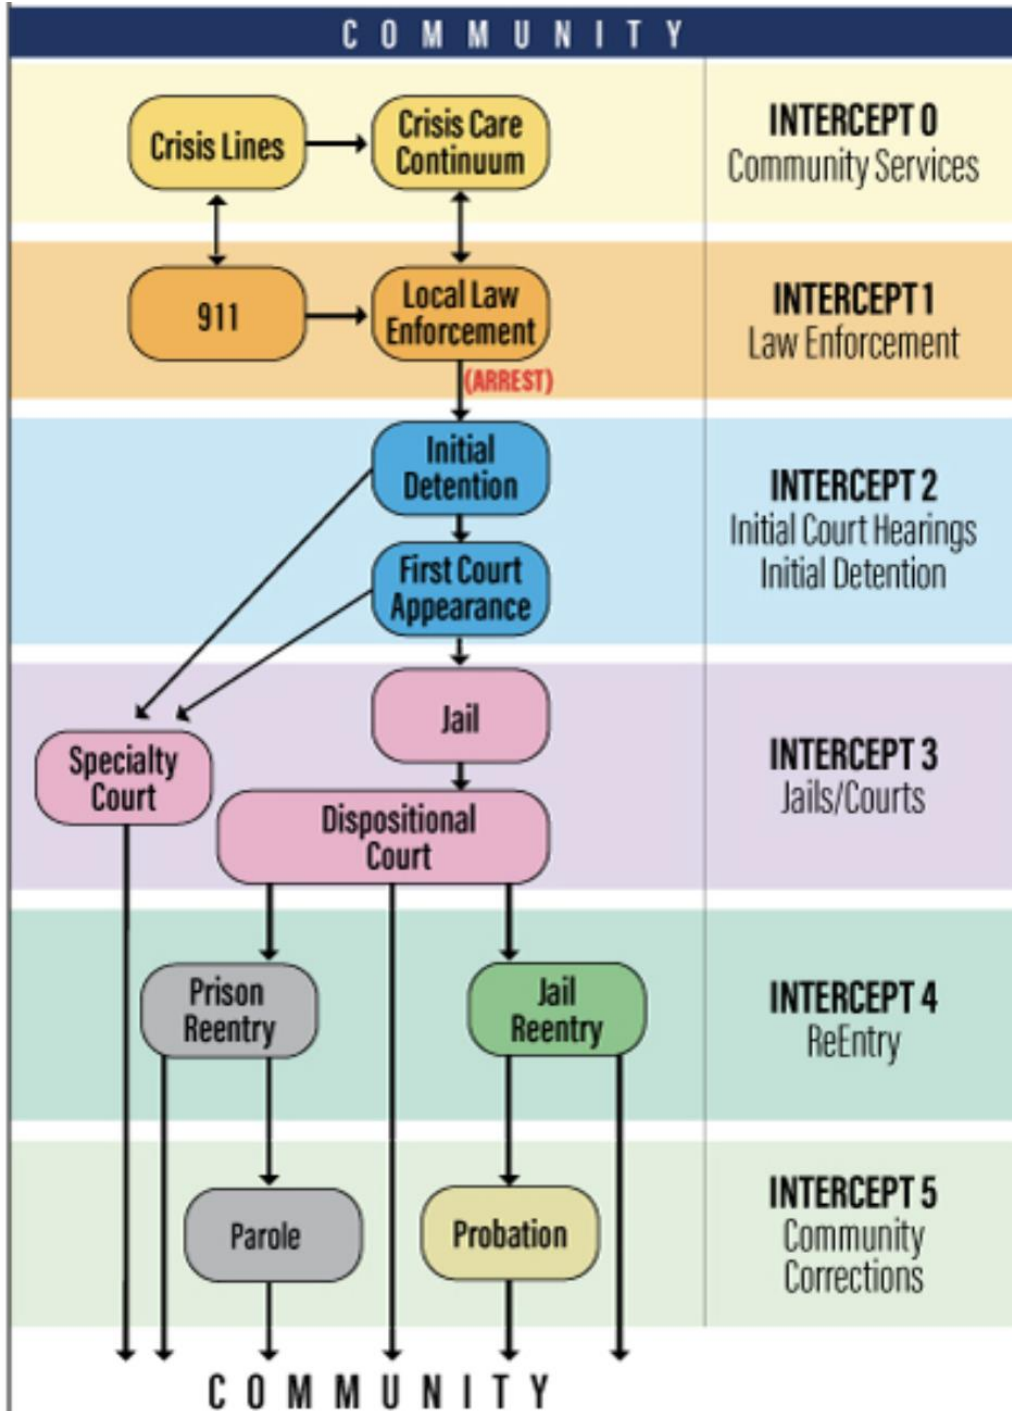 COMMUNITY
Crisis Lines
Crisis Care
Continuum
INTERCEPT 0
Community Services
911
Local Law
Enforcement
(ARREST)
INTERCEPT 1
Law Enforcement
Initial
Detention
First Court
Appearance
INTERCEPT 2
Initial Court Hearings
Initial Detention
Jail
Specialty
Court
Dispositional
Court
INTERCEPT 3
Jails/Courts
Prison
Reentry
Jail
Reentry
INTERCEPT 4
ReEntry
Parole
Probation
INTERCEPT 5
Community
Corrections
COMMUNITY